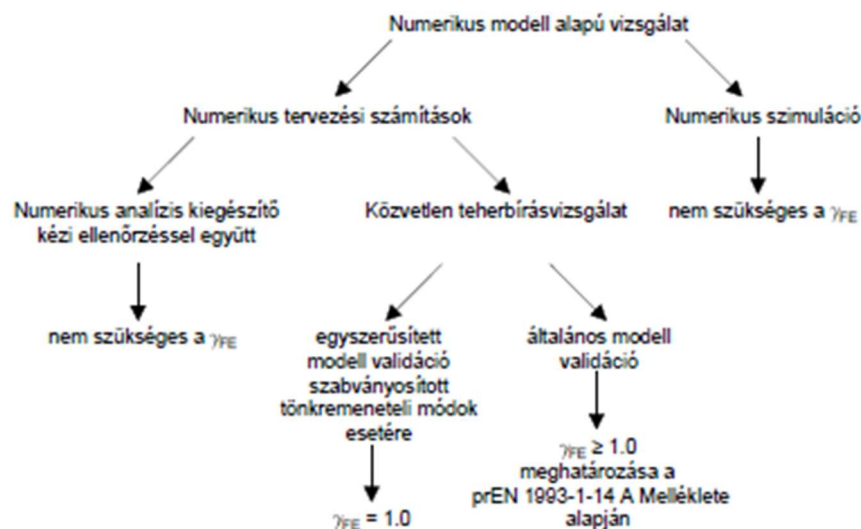 Numerikus modell alapú vizsgálat
Numerikus tervezési számítások
Numerikus szimuláció
Numerikus analízis kiegészítő
kézi ellenőrzéssel együtt
Közvetlen teherbírásvizsgálat
nem szükséges a γFE
nem szükséges a γFE
egyszerűsített
modell validáció
szabványosított
tönkremeneteli módok
esetére
általános modell
validáció
γFE = 1.0
γFE ≥ 1.0
meghatározása a
prEN 1993-1-14 A Melléklete
alapján